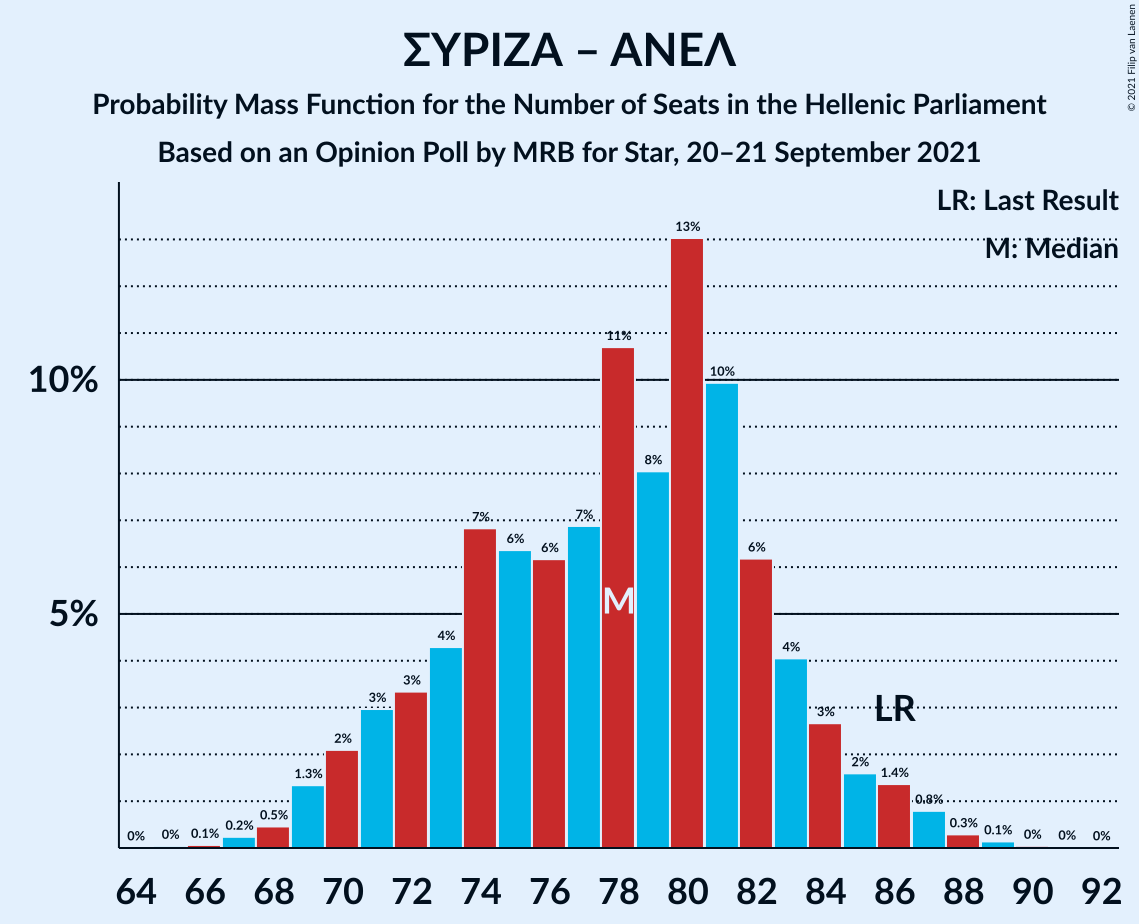 © 2021 Filip van Laenen
ΣΥΡΙΖΑ – ΑΝΕΛ
Probability Mass Function for the Number of Seats in the Hellenic Parliament
Based on an Opinion Poll by MRB for Star, 20–21 September 2021
LR: Last Result
M: Median
10%
5%
0% 0% 0.1% 0.2% 0.5% 1.3% 2% 3% 3% 4% 7% 6% 6% 7% 11% 8% 13% 10% 6% 4% 3% 2% 1.4% 0.8% 0.3% 0.1% 0% 0% 0%
M
LR
64 66 68 70 72 74 76 78 80 82 84 86 88 90 92